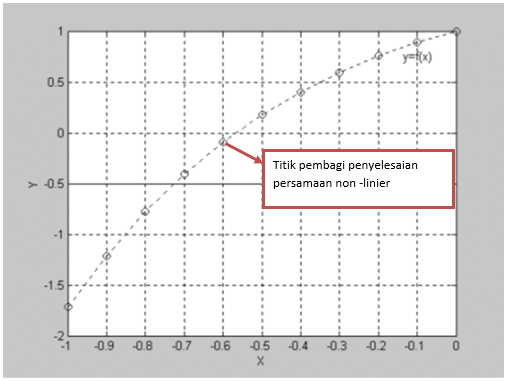 1
0.5
0
-0.5
-1
-1.5
-2
Y
y=f(x)
Titik pembagi penyelesaian
persamaan non -linier
-1 -0.9 -0.8 -0.7 -0.6 -0.5 -0.4 -0.3 -0.2 -0.1 0
X